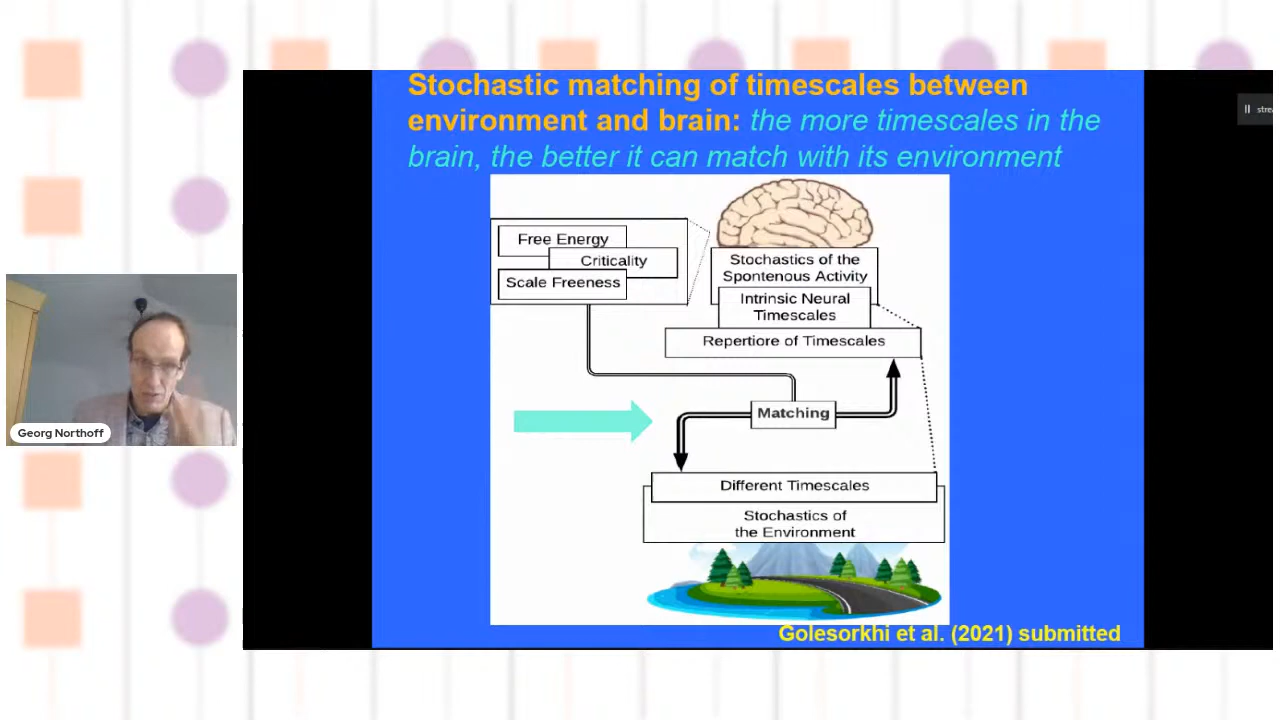 Stochastic matching of timescales between
environment and brain: the more timescales in the
brain, the better it can match with its environment
Free Energy
Criticality
Scale Freeness
Stochastics of the
Spontenous Activity
Intrinsic Neural
Timescales
Repertiore of Timescales
Matching
Different Timescales
Stochastics of
the Environment
Golesorkhi et al. (2021) submitted
Georg Northoff